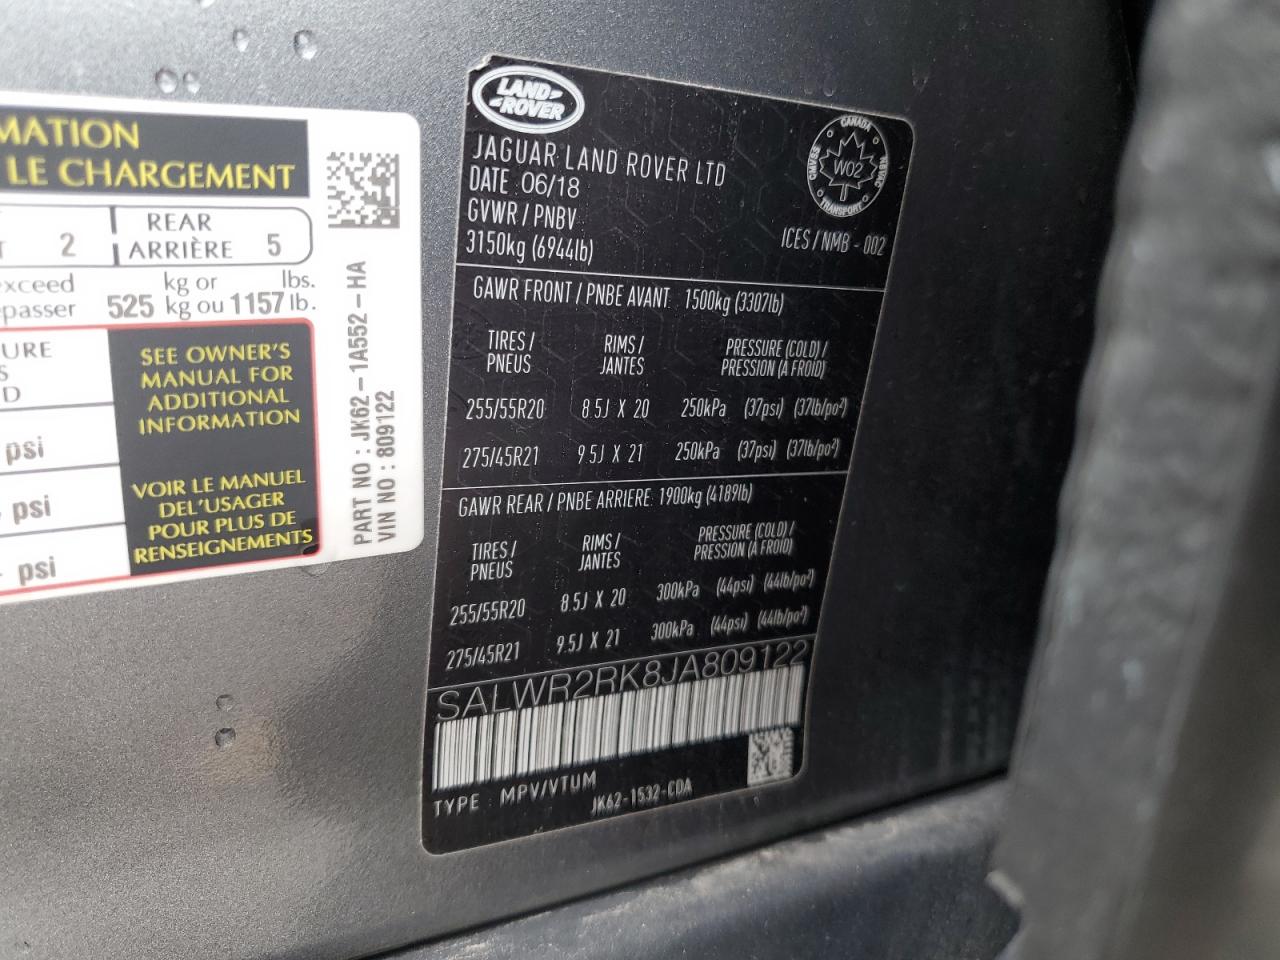 MATION
LE CHARGEMENT
2
REAR
ARRIÈRE 5
xceed kg or lbs.
passer 525 kg ou 1157 lb.
URE
S
D
psi
psi
psi
SEE OWNER'S
MANUAL FOR
ADDITIONAL
INFORMATION
VOIR LE MANUEL
DEL'USAGER
POUR PLUS DE
RENSEIGNEMENTS
PART NO : JK62-1A552-HA
VIN NO : 809122
LAND-
-ROVER
JAGUAR LAND ROVER LTD
DATE 06/18
GVWR / PNBV
3150kg (6944lb)
CANADA
CMVSS
NSVAC
W02
TRANSPORT
ICES / NMB - 002
GAWR FRONT / PNBE AVANT: 1500kg (3307lb)
TIRES / PNEUS RIMS / JANTES PRESSURE (COLD) / PRESSION (A FROID)
255/55R20 8.5J X 20 250kPa (37psi) (37lb/po²)
275/45R21 9.5J X 21 250kPa (37psi) (37lb/po²)
GAWR REAR / PNBE ARRIERE: 1900kg (4189lb)
TIRES / PNEUS RIMS / JANTES PRESSURE (COLD) / PRESSION (A FROID)
255/55R20 8.5J X 20 300kPa (44psi) (44lb/po²)
275/45R21 9.5J X 21 300kPa (44psi) (44lb/po²)
SALWR2RK8JA809122
TYPE : MPV/VTUM
JK62-1532-CDA